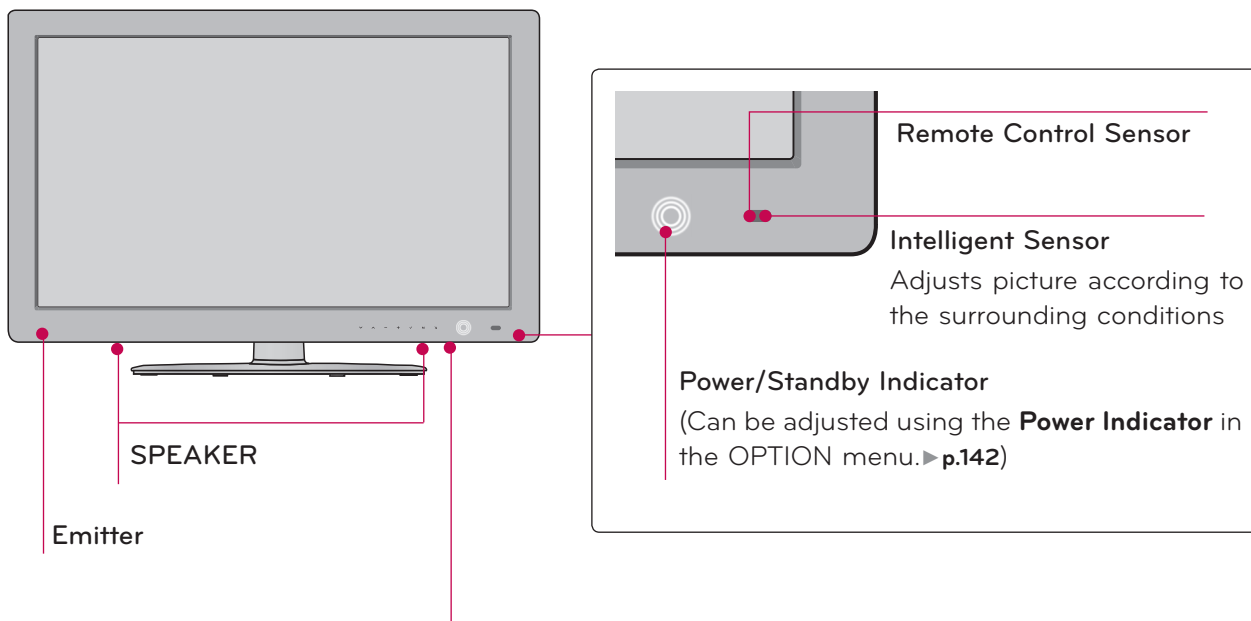 Remote Control Sensor
Intelligent Sensor
Adjusts picture according to
the surrounding conditions
Power/Standby Indicator
(Can be adjusted using the Power Indicator in
the OPTION menu.►p.142)
SPEAKER
Emitter